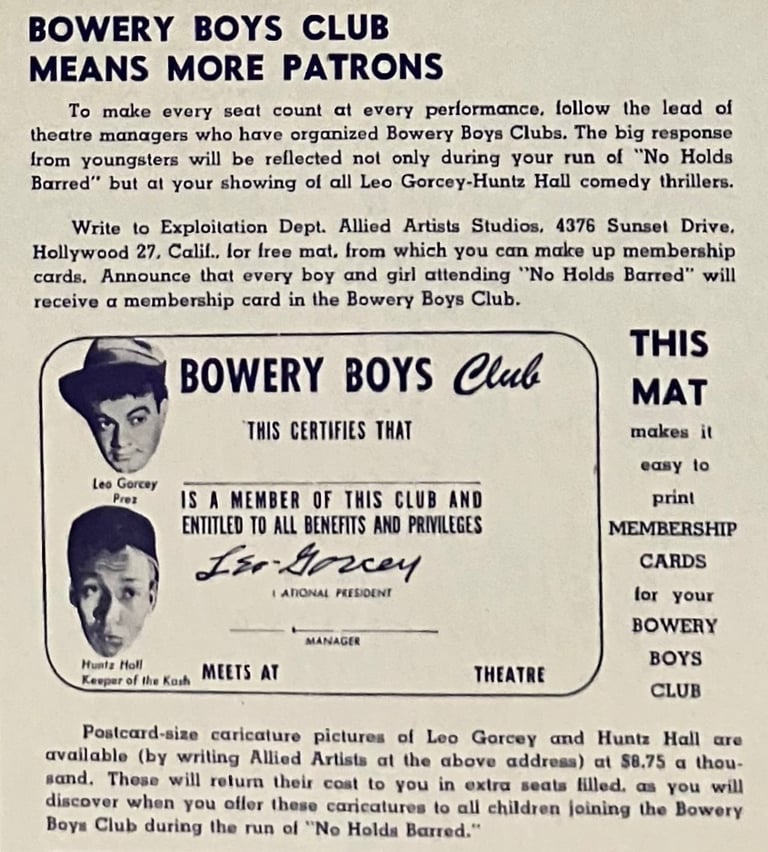 BOWERY BOYS CLUB
MEANS MORE PATRONS
To make every seat count at every performance, follow the lead of
theatre managers who have organized Bowery Boys Clubs. The big response
from youngsters will be reflected not only during your run of "No Holds
Barred" but at your showing of all Leo Gorcey-Huntz Hall comedy thrillers.
Write to Exploitation Dept. Allied Artists Studios, 4376 Sunset Drive,
Hollywood 27, Calif., for free mat, from which you can make up membership
cards. Announce that every boy and girl attending "No Holds Barred" will
receive a membership card in the Bowery Boys Club.
BOWERY BOYS Club
THIS CERTIFIES THAT
Leo Gorcey
Prez
IS A MEMBER OF THIS CLUB AND
ENTITLED TO ALL BENEFITS AND PRIVILEGES
Leo Gorcey
ATIONAL PRESIDENT
MANAGER
Huntz Hall
Keeper of the Kash
MEETS AT THEATRE
THIS
MAT
makes it
easy to
print
MEMBERSHIP
CARDS
for your
BOWERY
BOYS
CLUB
Postcard-size caricature pictures of Leo Gorcey and Huntz Hall are
available (by writing Allied Artists at the above address) at $8.75 a thou-
sand. These will return their cost to you in extra seats filled, as you will
discover when you offer these caricatures to all children joining the Bowery
Boys Club during the run of "No Holds Barred."